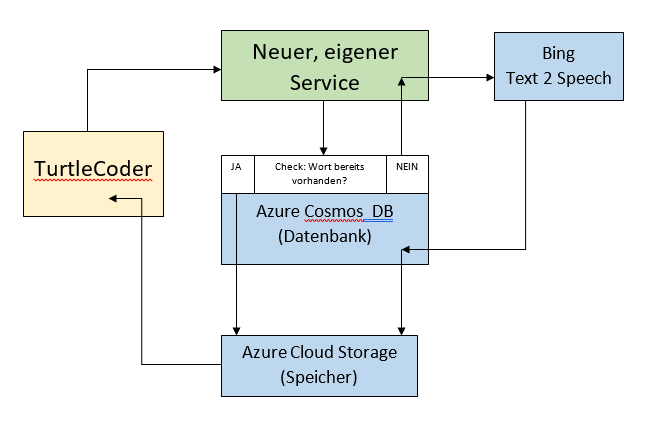 Neuer, eigener
Service
Bing
Text 2 Speech
TurtleCoder
JA
Check: Wort bereits
vorhanden?
NEIN
Azure Cosmos DB
(Datenbank)
Azure Cloud Storage
(Speicher)